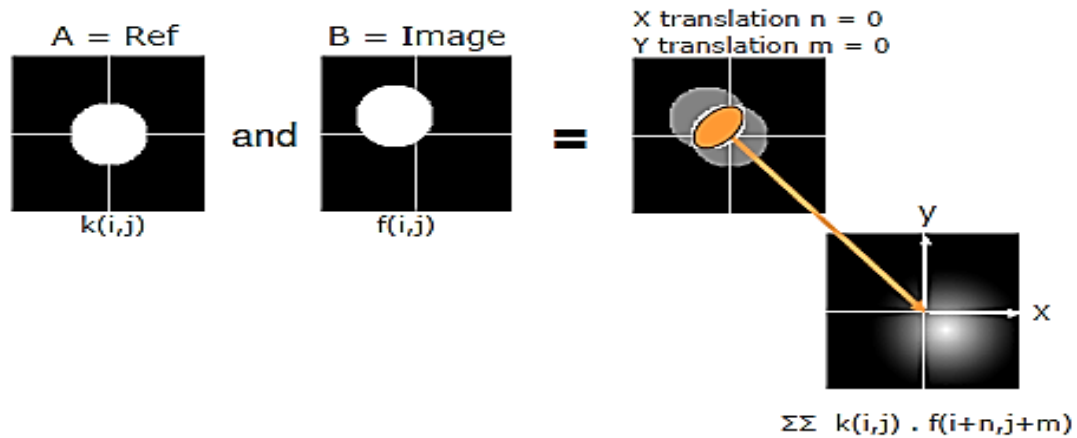 A = Ref
and
B = Image
=
X translation n = 0
Y translation m = 0
k(i,j)
f(i,j)
y
x
ΣΣ k(i,j) . f(i+n,j+m)